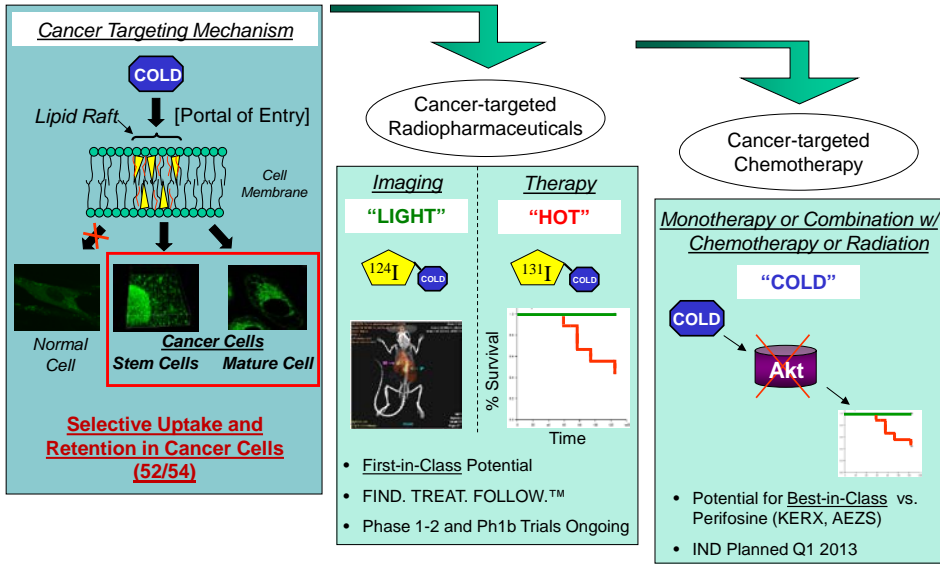 Cancer Targeting Mechanism
COLD
Lipid Raft
[Portal of Entry]
Cell
Membrane
Normal
Cell
Cancer Cells
Stem Cells
Mature Cell
Selective Uptake and
Retention in Cancer Cells
(52/54)
Cancer-targeted
Radiopharmaceuticals
Imaging
"LIGHT"
124I
COLD
Therapy
"HOT"
131I
COLD
% Survival
Time
• First-in-Class Potential
• FIND. TREAT. FOLLOW.™
• Phase 1-2 and Ph1b Trials Ongoing
Cancer-targeted
Chemotherapy
Monotherapy or Combination w/
Chemotherapy or Radiation
"COLD"
COLD
Akt
• Potential for Best-in-Class vs.
Perifosine (KERX, AEZS)
• IND Planned Q1 2013